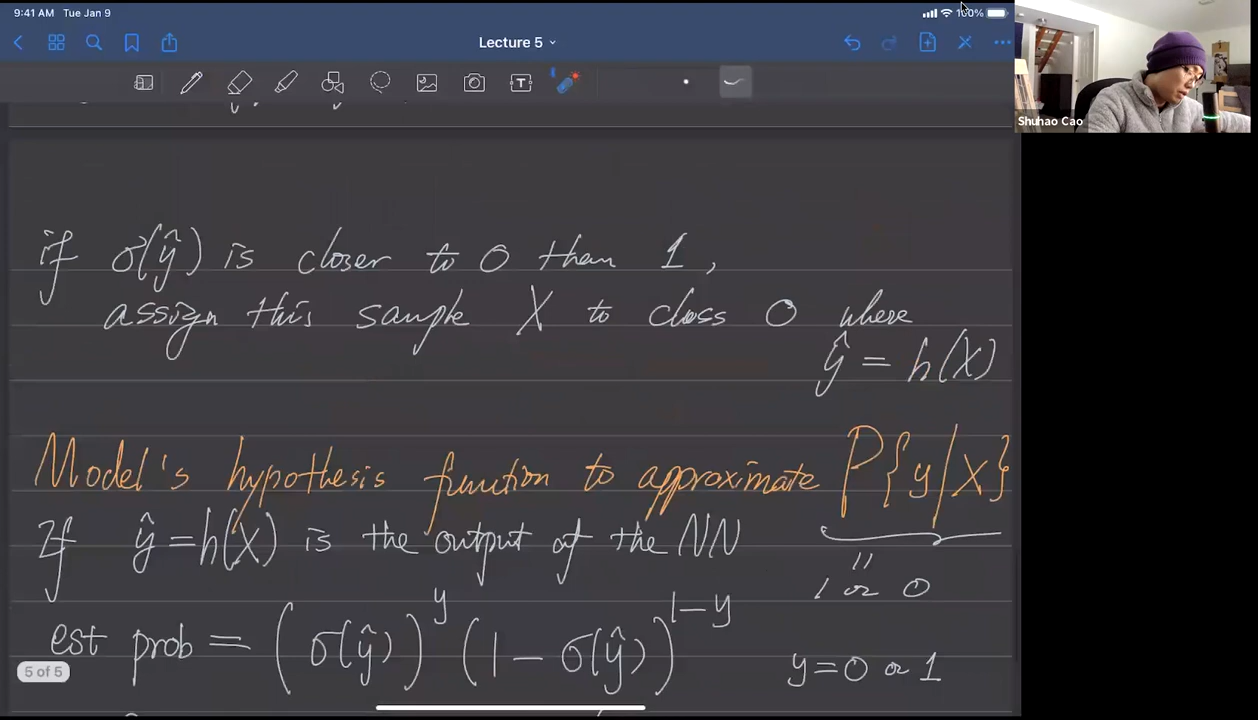 9:41 AM Tue Jan 9
100%
Lecture 5
Shuhao Cao
if σ(ŷ) is closer to 0 than 1,
assign this sample X to class 0 where
ŷ = h(X)
Model's hypothesis function to approximate P{y|X}
If ŷ = h(X) is the output of the NN
1 or 0
est prob = (σ(ŷ))^y (1 − σ(ŷ))^{1−y}
y = 0 or 1
5 of 5